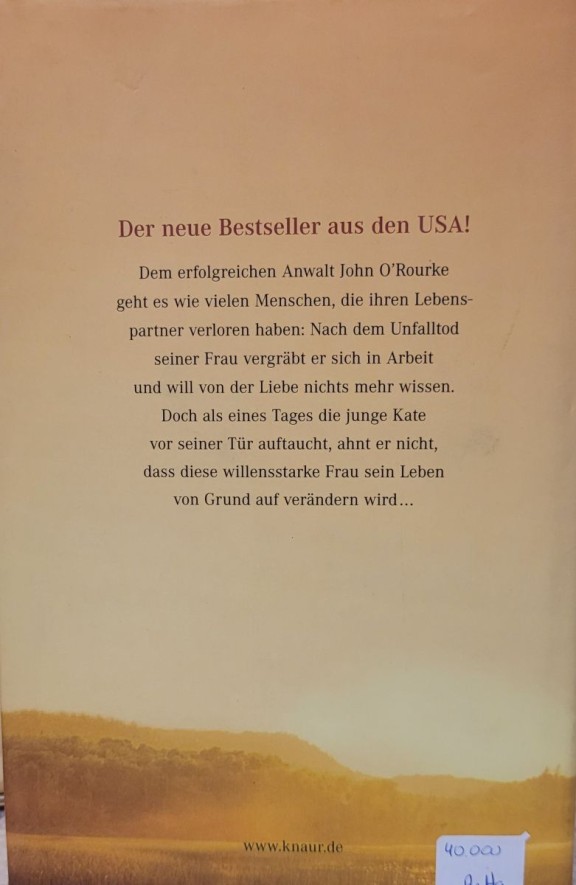 Der neue Bestseller aus den USA!
Dem erfolgreichen Anwalt John O'Rourke
geht es wie vielen Menschen, die ihren Lebens-
partner verloren haben: Nach dem Unfalltod
seiner Frau vergräbt er sich in Arbeit
und will von der Liebe nichts mehr wissen.
Doch als eines Tages die junge Kate
vor seiner Tür auftaucht, ahnt er nicht,
dass diese willensstarke Frau sein Leben
von Grund auf verändern wird...
www.knaur.de
40.000